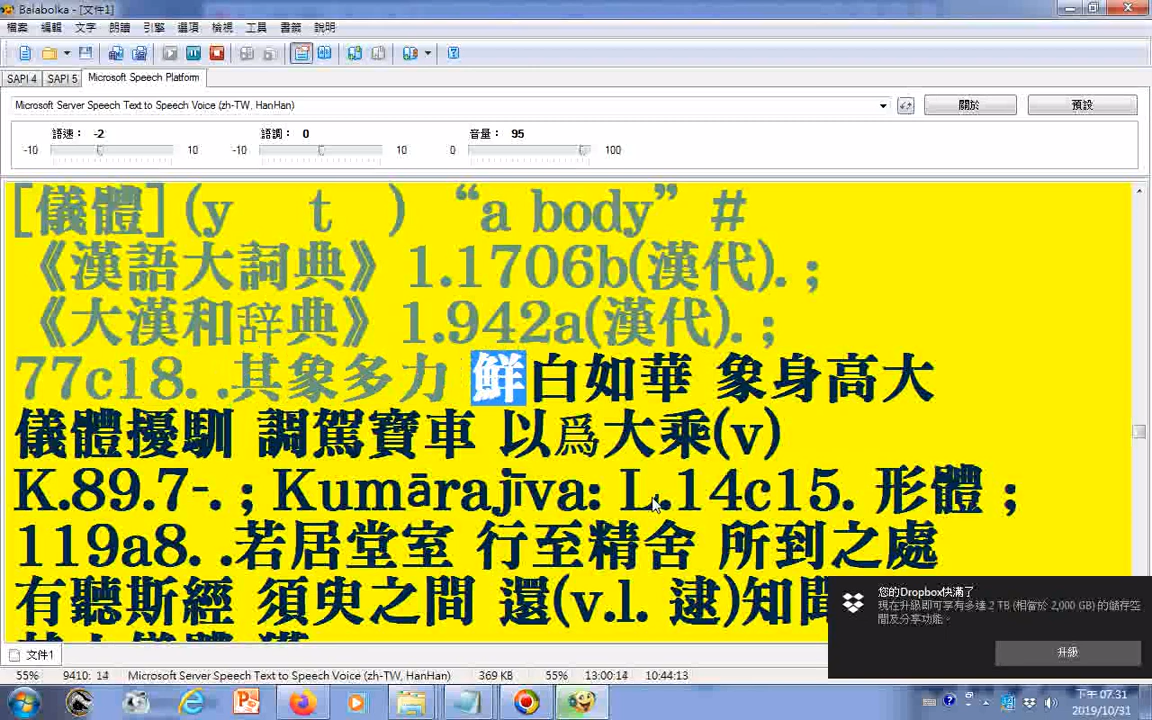 Balabolka - [文件1]
檔案 編輯 文字 朗讀 引擎 選項 檢視 工具 書籤 說明
SAPI 4 SAPI 5 Microsoft Speech Platform
Microsoft Server Speech Text to Speech Voice (zh-TW, HanHan) 關於 預設
語速： -2 語調： 0 音量： 95
-10 10 -10 10 0 100
[儀體] (y t ) “a body” #
《漢語大詞典》 1.1706b(漢代). ;
《大漢和辞典》 1.942a(漢代). ;
77c18. .其象多力 鮮白如華 象身高大
儀體擾馴 調駕寶車 以爲大乘(v)
K.89.7-. ; Kumārajīva: L.14c15. 形體 ;
119a8. .若居堂室 行至精舍 所到之處
有聽斯經 須臾之間 還(v.l. 逮)知聞
您的Dropbox快滿了
現在升級即可享有多達 2 TB (相當於 2,000 GB) 的儲存空
間及分享功能。
升級
文件1
55% 9410: 14 Microsoft Server Speech Text to Speech Voice (zh-TW, HanHan) 369 KB 55% 13:00:14 10:44:13
下午 07:31
2019/10/31